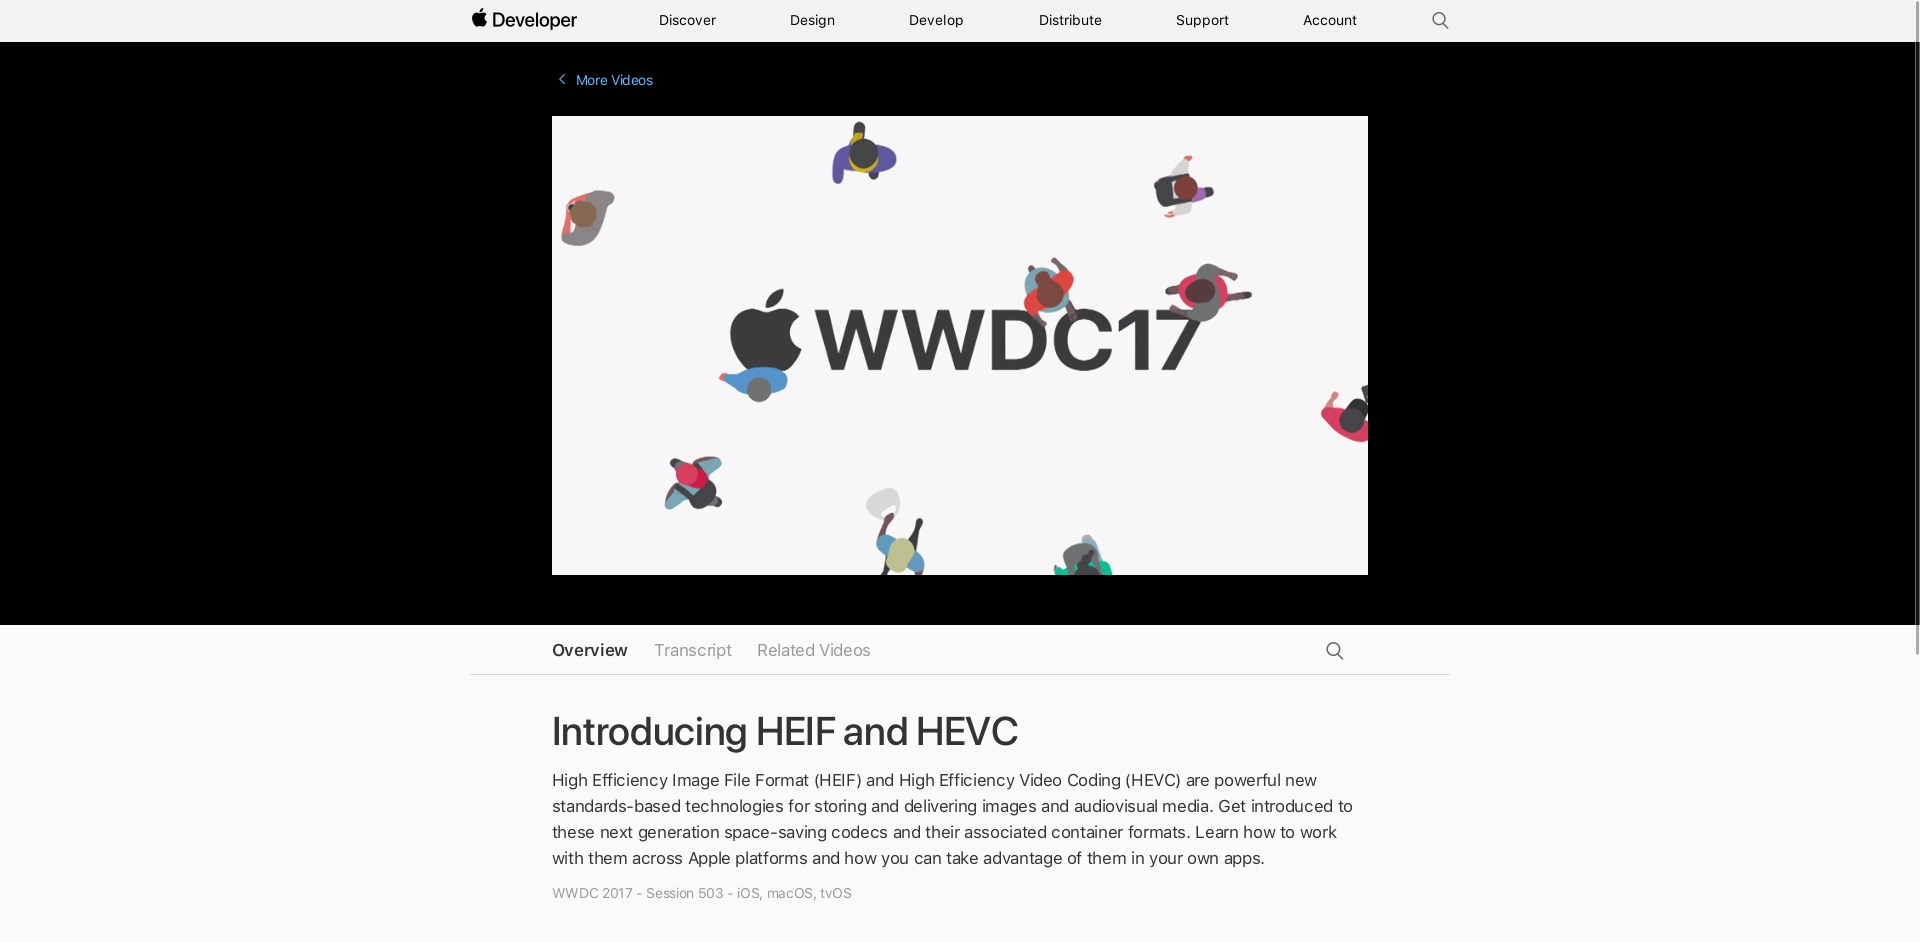 Developer
Discover
Design
Develop
Distribute
Support
Account
More Videos
WWDC17
Overview
Transcript
Related Videos
Introducing HEIF and HEVC
High Efficiency Image File Format (HEIF) and High Efficiency Video Coding (HEVC) are powerful new
standards-based technologies for storing and delivering images and audiovisual media. Get introduced to
these next generation space-saving codecs and their associated container formats. Learn how to work
with them across Apple platforms and how you can take advantage of them in your own apps.
WWDC 2017 - Session 503 - iOS, macOS, tvOS